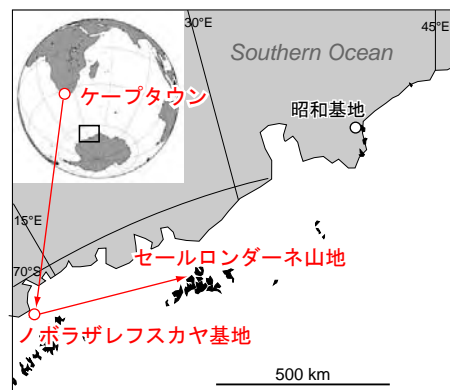 30°E
45°E
Southern Ocean
ケープタウン
昭和基地
15°E
セールロンダーネ山地
70°S
ノボラザレフスカヤ基地
500 km